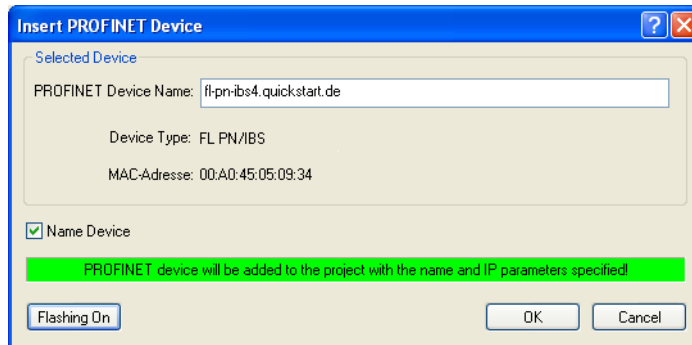 Insert PROFINET Device
Selected Device
PROFINET Device Name: fl-pn-ibs4.quickstart.de
Device Type: FL PN/IBS
MAC-Adresse: 00:A0:45:05:09:34
Name Device
PROFINET device will be added to the project with the name and IP parameters specified!
Flashing On OK Cancel